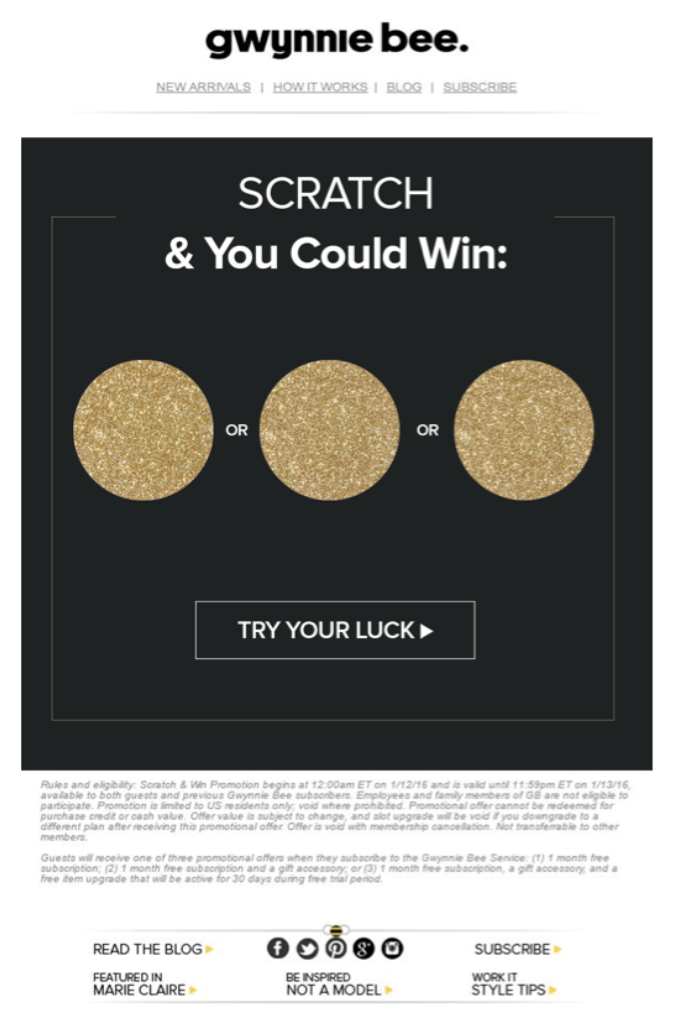 gwynnie bee.
NEW ARRIVALS | HOW IT WORKS | BLOG | SUBSCRIBE
SCRATCH
& You Could Win:
OR OR
TRY YOUR LUCK ▶
Rules and eligibility: Scratch & Win Promotion begins at 12:00am ET on 1/12/16 and is valid until 11:59pm ET on 1/13/16,
available to both guests and previous Gwynnie Bee subscribers. Employees and family members of GB are not eligible to
participate. Promotion is limited to US residents only; void where prohibited. Promotional offer cannot be redeemed for
purchase credit or cash value. Offer value is subject to change, and slot upgrade will be void if you downgrade to a
different plan after receiving this promotional offer. Offer is void with membership cancellation. Not transferrable to other
members.
Guests will receive one of three promotional offers when they subscribe to the Gwynnie Bee Service: (1) 1 month free
subscription; (2) 1 month free subscription and a gift accessory; or (3) 1 month free subscription, a gift accessory, and a
free item upgrade that will be active for 30 days during free trial period.
READ THE BLOG ▶ SUBSCRIBE ▶
FEATURED IN BE INSPIRED WORK IT
MARIE CLAIRE ▶ NOT A MODEL ▶ STYLE TIPS ▶